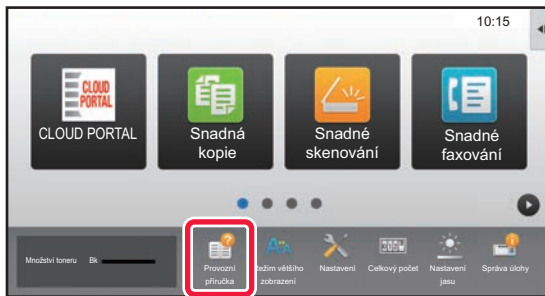 10:15
CLOUD
PORTAL
CLOUD PORTAL
Snadná
kopie
Snadné
skenování
Snadné
faxování
Množství toneru Bk
Provozní
příručka
Režim většího
zobrazení
Nastavení
Celkový počet
Nastavení
jasu
Správa úlohy